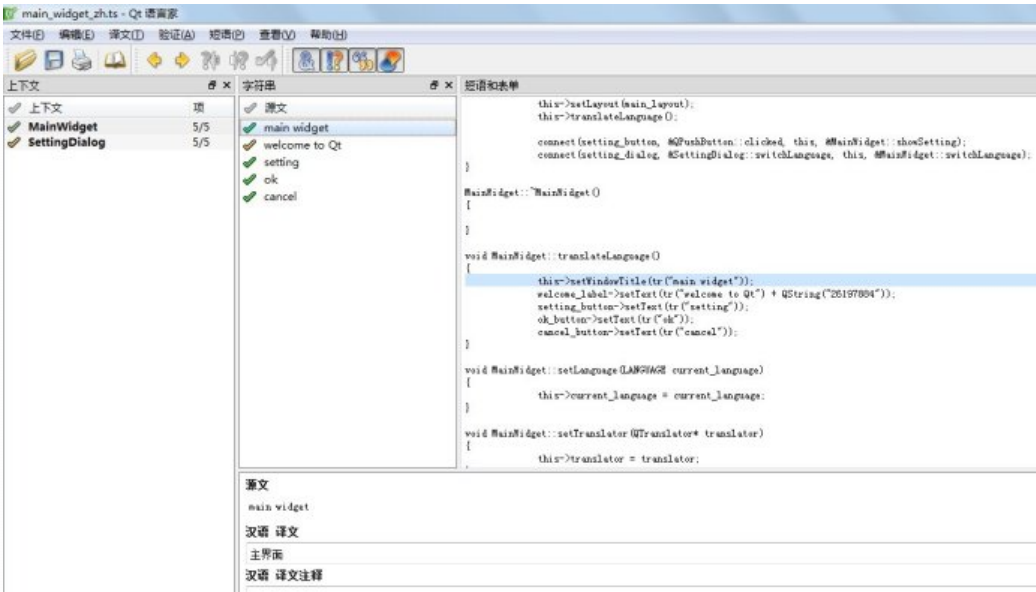 main_widget_zh.ts - Qt 语言家
文件(F) 编辑(E) 译文(T) 验证(A) 短语(P) 查看(V) 帮助(H)
上下文
上下文 项
MainWidget 5/5
SettingDialog 5/5
字符串
源文
main widget
welcome to Qt
setting
ok
cancel
短语和表单
this->setLayout(main_layout);
this->translateLanguage();
connect(setting_button, &QPushButton::clicked, this, &MainWidget::showSetting);
connect(setting_dialog, &SettingDialog::switchLanguage, this, &MainWidget::switchLanguage);
}
MainWidget::~MainWidget()
{
}
void MainWidget::translateLanguage()
{
this->setWindowTitle(tr("main widget"));
welcome_label->setText(tr("welcome to Qt") + QString("26197884"));
setting_button->setText(tr("setting"));
ok_button->setText(tr("ok"));
cancel_button->setText(tr("cancel"));
}
void MainWidget::setLanguage(LANGUAGE current_language)
{
this->current_language = current_language;
}
void MainWidget::setTranslator(QTranslator* translator)
{
this->translator = translator;
源文
main widget
汉语 译文
主界面
汉语 译文注释